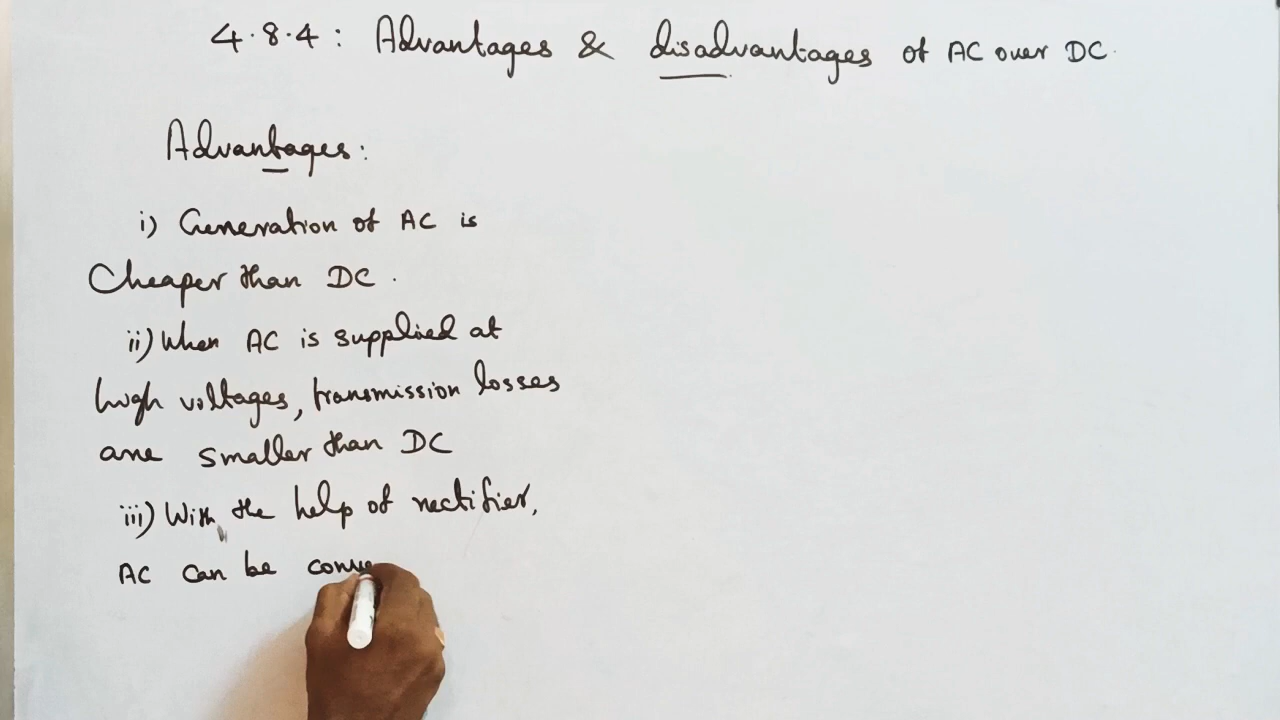 4.8.4: Advantages & disadvantages of AC over DC.
Advantages:
i) Generation of AC is
Cheaper than DC.
ii) When AC is supplied at
high voltages, transmission losses
are smaller than DC
iii) With the help of rectifier,
AC can be